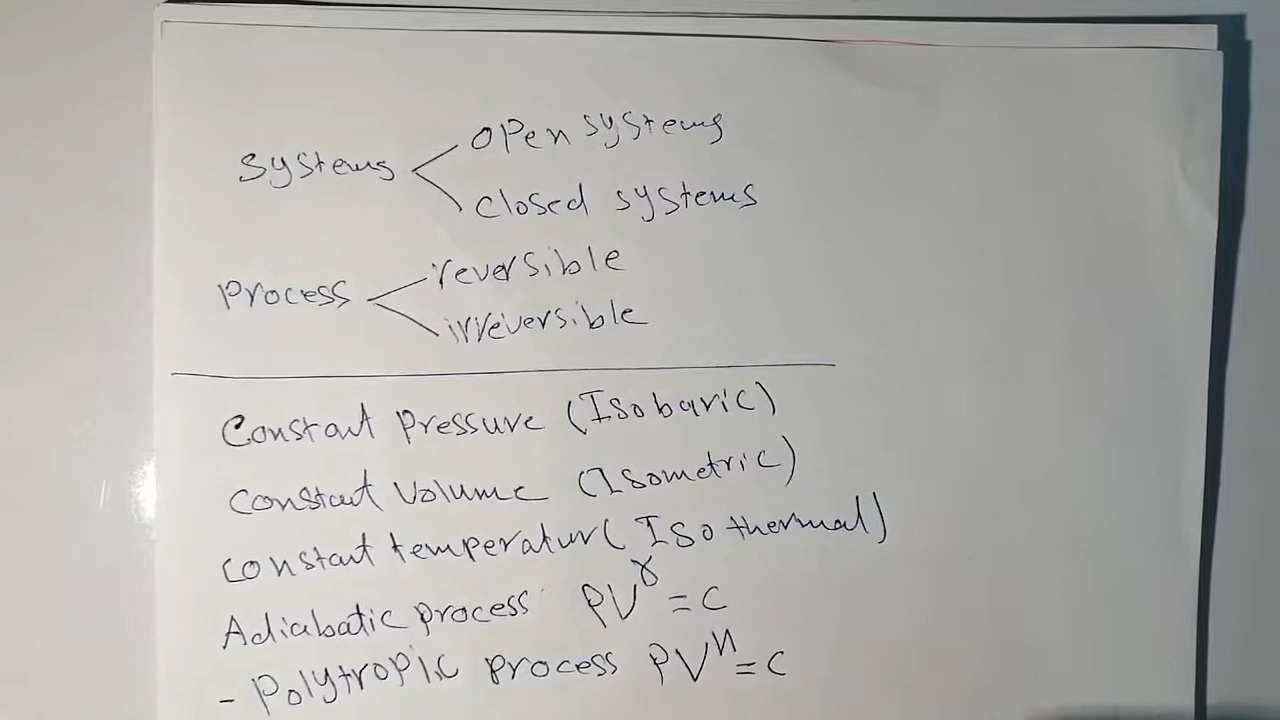 Systems
open systems
closed systems
Process
reversible
irreversible
Constant Pressure (Isobaric)
Constant Volume (Isometric)
constant temperatur (Isothermal)
Adiabatic process PV^γ = C
- Polytropic process PV^n = C